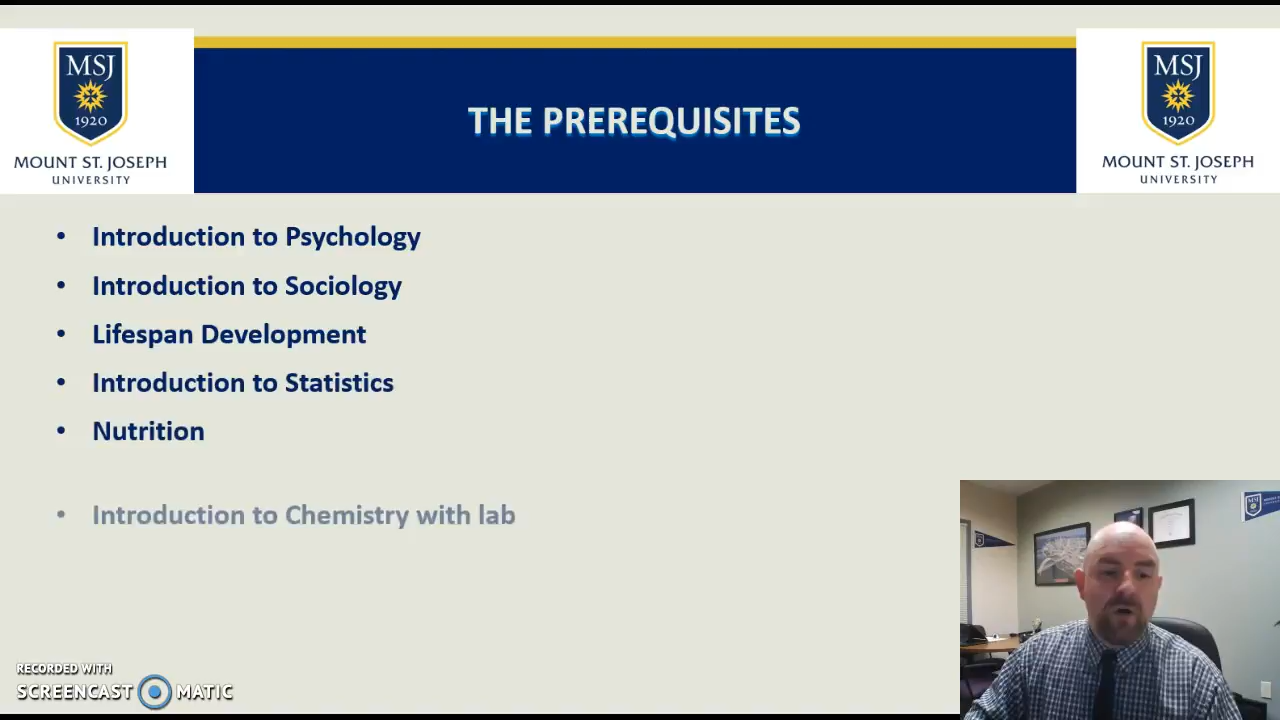 MSJ
1920
MOUNT ST. JOSEPH
UNIVERSITY
THE PREREQUISITES
MSJ
1920
MOUNT ST. JOSEPH
UNIVERSITY
• Introduction to Psychology
• Introduction to Sociology
• Lifespan Development
• Introduction to Statistics
• Nutrition
• Introduction to Chemistry with lab
RECORDED WITH
SCREENCAST MATIC